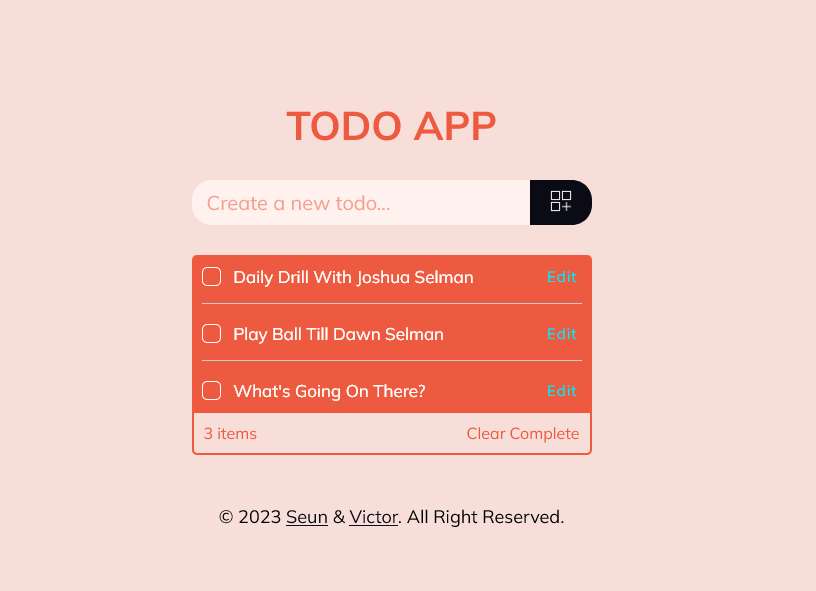 TODO APP
Create a new todo...
Daily Drill With Joshua Selman Edit
Play Ball Till Dawn Selman Edit
What's Going On There? Edit
3 items Clear Complete
© 2023 Seun & Victor. All Right Reserved.